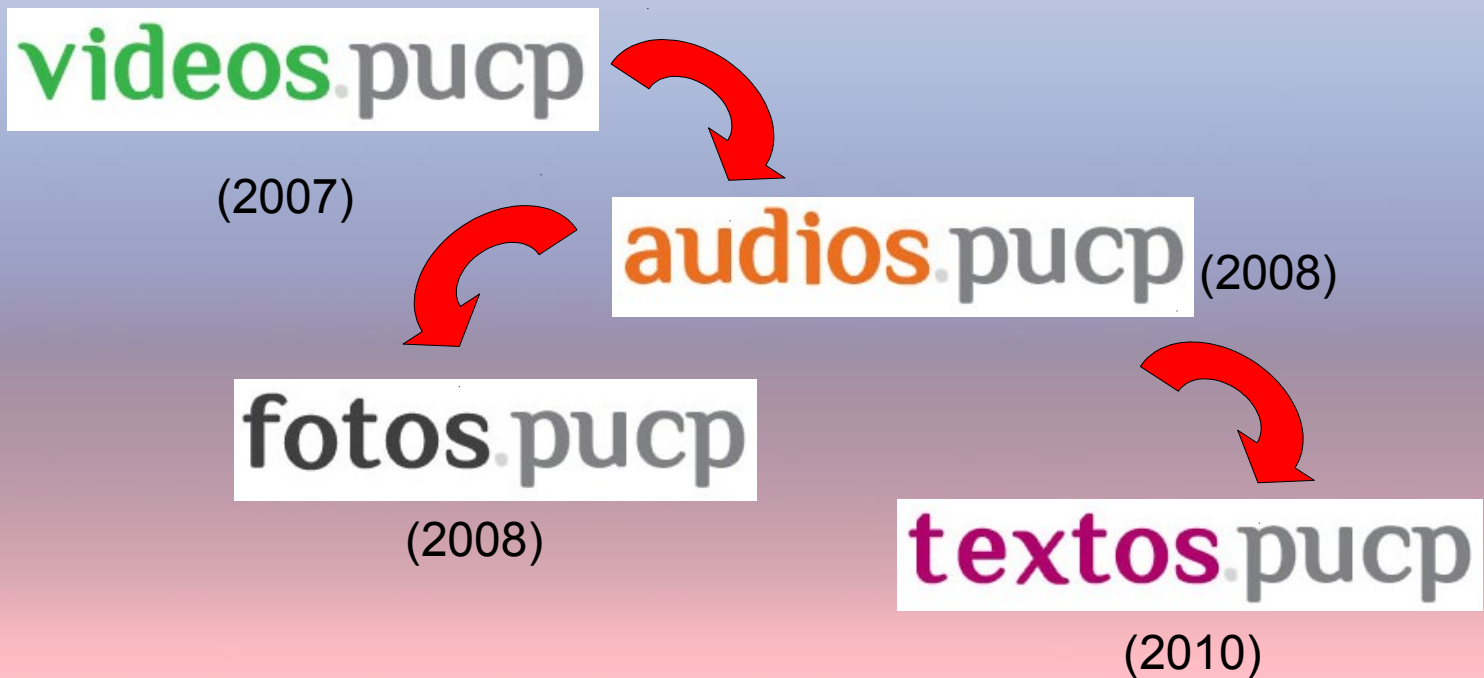 videos.pucp
(2007)
audios.pucp (2008)
fotos.pucp
(2008)
textos.pucp
(2010)